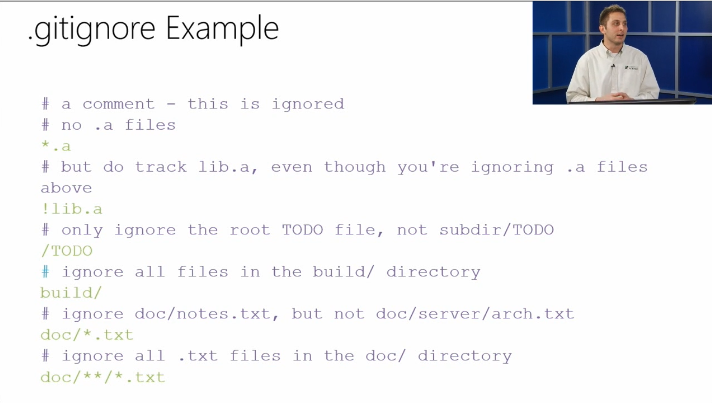 .gitignore Example
# a comment - this is ignored
# no .a files
*.a
# but do track lib.a, even though you're ignoring .a files
above
!lib.a
# only ignore the root TODO file, not subdir/TODO
/TODO
# ignore all files in the build/ directory
build/
# ignore doc/notes.txt, but not doc/server/arch.txt
doc/*.txt
# ignore all .txt files in the doc/ directory
doc/**/*.txt